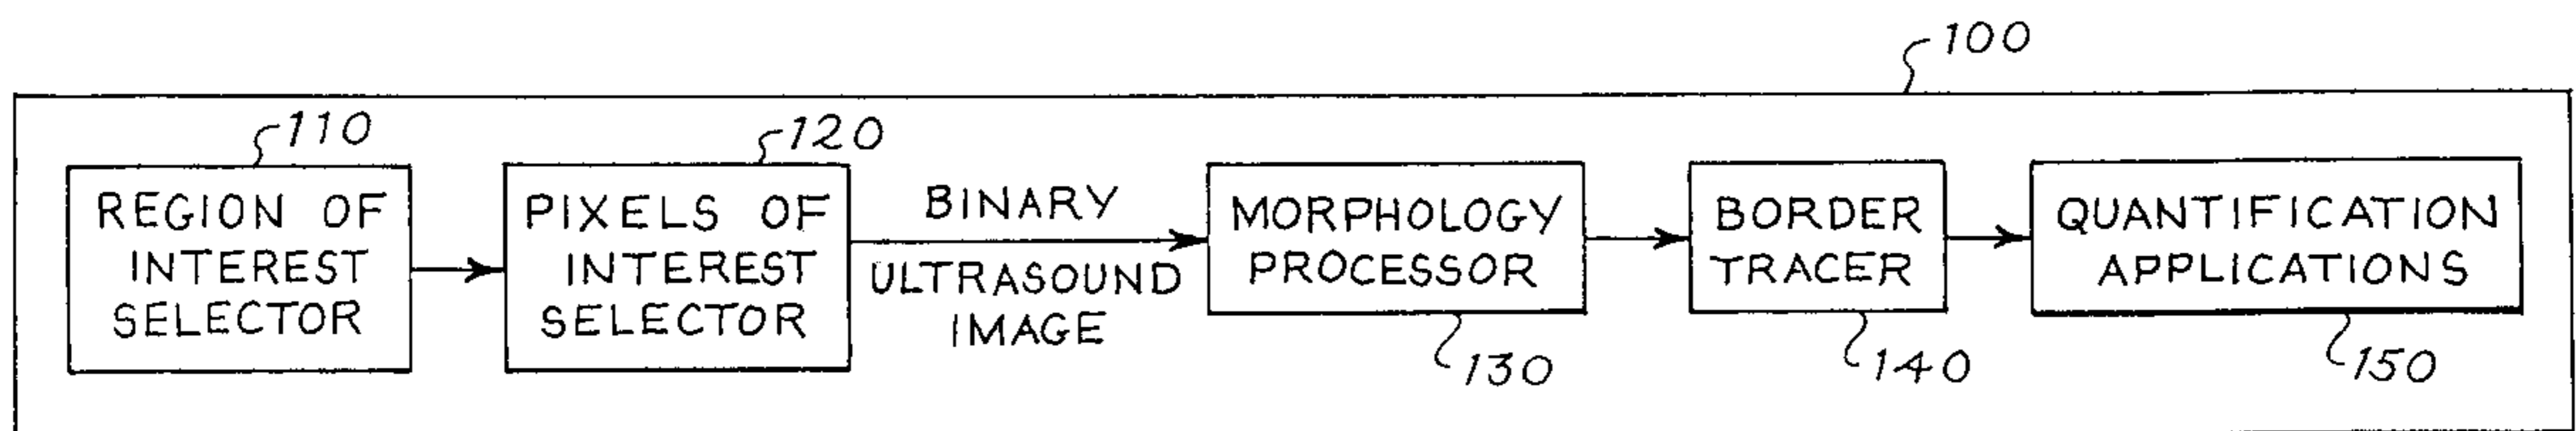 100
110
REGION OF
INTEREST
SELECTOR
120
PIXELS OF
INTEREST
SELECTOR
BINARY
ULTRASOUND
IMAGE
MORPHOLOGY
PROCESSOR
130
BORDER
TRACER
140
QUANTIFICATION
APPLICATIONS
150